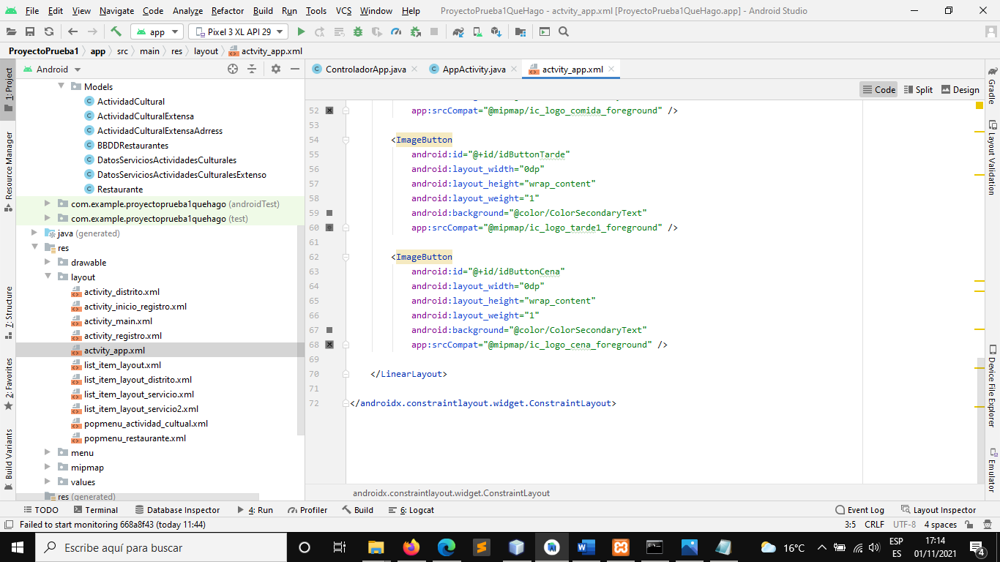 File Edit View Navigate Code Analyze Refactor Build Run Tools VCS Window Help ProyectoPrueba1QueHago - actvity_app.xml [ProyectoPrueba1QueHago.app] - Android Studio
app Pixel 3 XL API 29
ProyectoPrueba1 app src main res layout actvity_app.xml
Android
ControladorApp.java AppActivity.java actvity_app.xml
Code Split Design
1: Project
Resource Manager
7: Structure
2: Favorites
Build Variants
Models
ActividadCultural
ActividadCulturalExtensa
ActividadCulturalExtensaAdrress
BBDDRestaurantes
DatosServiciosActividadesCulturales
DatosServiciosActividadesCulturalesExtenso
Restaurante
com.example.proyectoprueba1quehago (androidTest)
com.example.proyectoprueba1quehago (test)
java (generated)
res
drawable
layout
activity_distrito.xml
activity_inicio_registro.xml
activity_main.xml
activity_registro.xml
actvity_app.xml
list_item_layout.xml
list_item_layout_distrito.xml
list_item_layout_servicio.xml
list_item_layout_servicio2.xml
popmenu_actividad_cultual.xml
popmenu_restaurante.xml
menu
mipmap
values
res (generated)
52 app:srcCompat="@mipmap/ic_logo_comida_foreground" />
53
54 <ImageButton
55 android:id="@+id/idButtonTarde"
56 android:layout_width="0dp"
57 android:layout_height="wrap_content"
58 android:layout_weight="1"
59 android:background="@color/ColorSecondaryText"
60 app:srcCompat="@mipmap/ic_logo_tarde1_foreground" />
61
62 <ImageButton
63 android:id="@+id/idButtonCena"
64 android:layout_width="0dp"
65 android:layout_height="wrap_content"
66 android:layout_weight="1"
67 android:background="@color/ColorSecondaryText"
68 app:srcCompat="@mipmap/ic_logo_cena_foreground" />
69
70 </LinearLayout>
71
72 </androidx.constraintlayout.widget.ConstraintLayout>
androidx.constraintlayout.widget.ConstraintLayout
Gradle
Layout Validation
Device File Explorer
Emulator
TODO Terminal Database Inspector 4: Run Profiler Build 6: Logcat Event Log Layout Inspector
Failed to start monitoring 668a8f43 (today 11:44) 3:5 CRLF UTF-8 4 spaces
Escribe aquí para buscar 16°C ESP 17:14
ES 01/11/2021 4